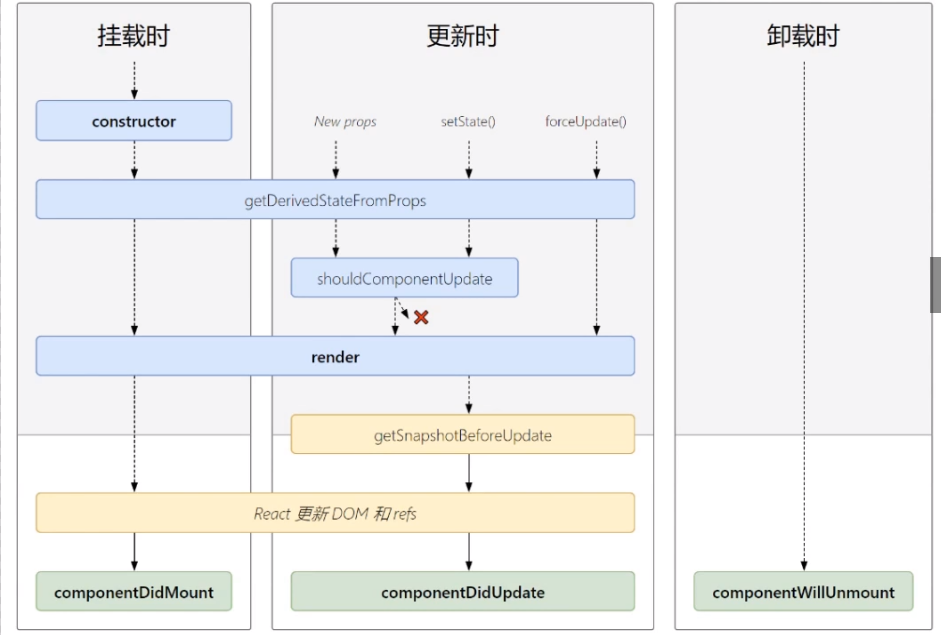 挂载时
更新时
卸载时
constructor
New props
setState()
forceUpdate()
getDerivedStateFromProps
shouldComponentUpdate
render
getSnapshotBeforeUpdate
React 更新 DOM 和 refs
componentDidMount
componentDidUpdate
componentWillUnmount